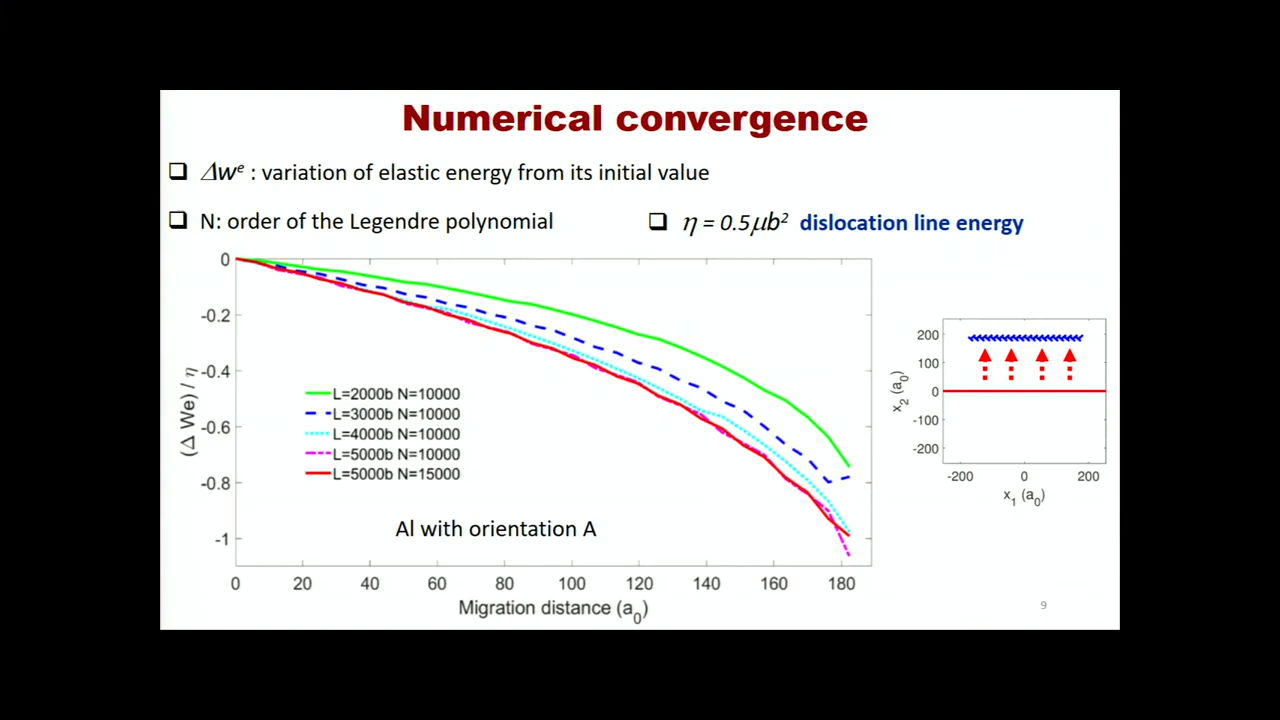 Numerical convergence
❑ Δwᵉ : variation of elastic energy from its initial value
❑ N: order of the Legendre polynomial
❑ η = 0.5μb² dislocation line energy
0
-0.2
-0.4
-0.6
-0.8
-1
(Δ We) / η
L=2000b N=10000
L=3000b N=10000
L=4000b N=10000
L=5000b N=10000
L=5000b N=15000
Al with orientation A
0 20 40 60 80 100 120 140 160 180
Migration distance (a₀)
200
100
0
-100
-200
x₂ (a₀)
-200 0 200
x₁ (a₀)
9